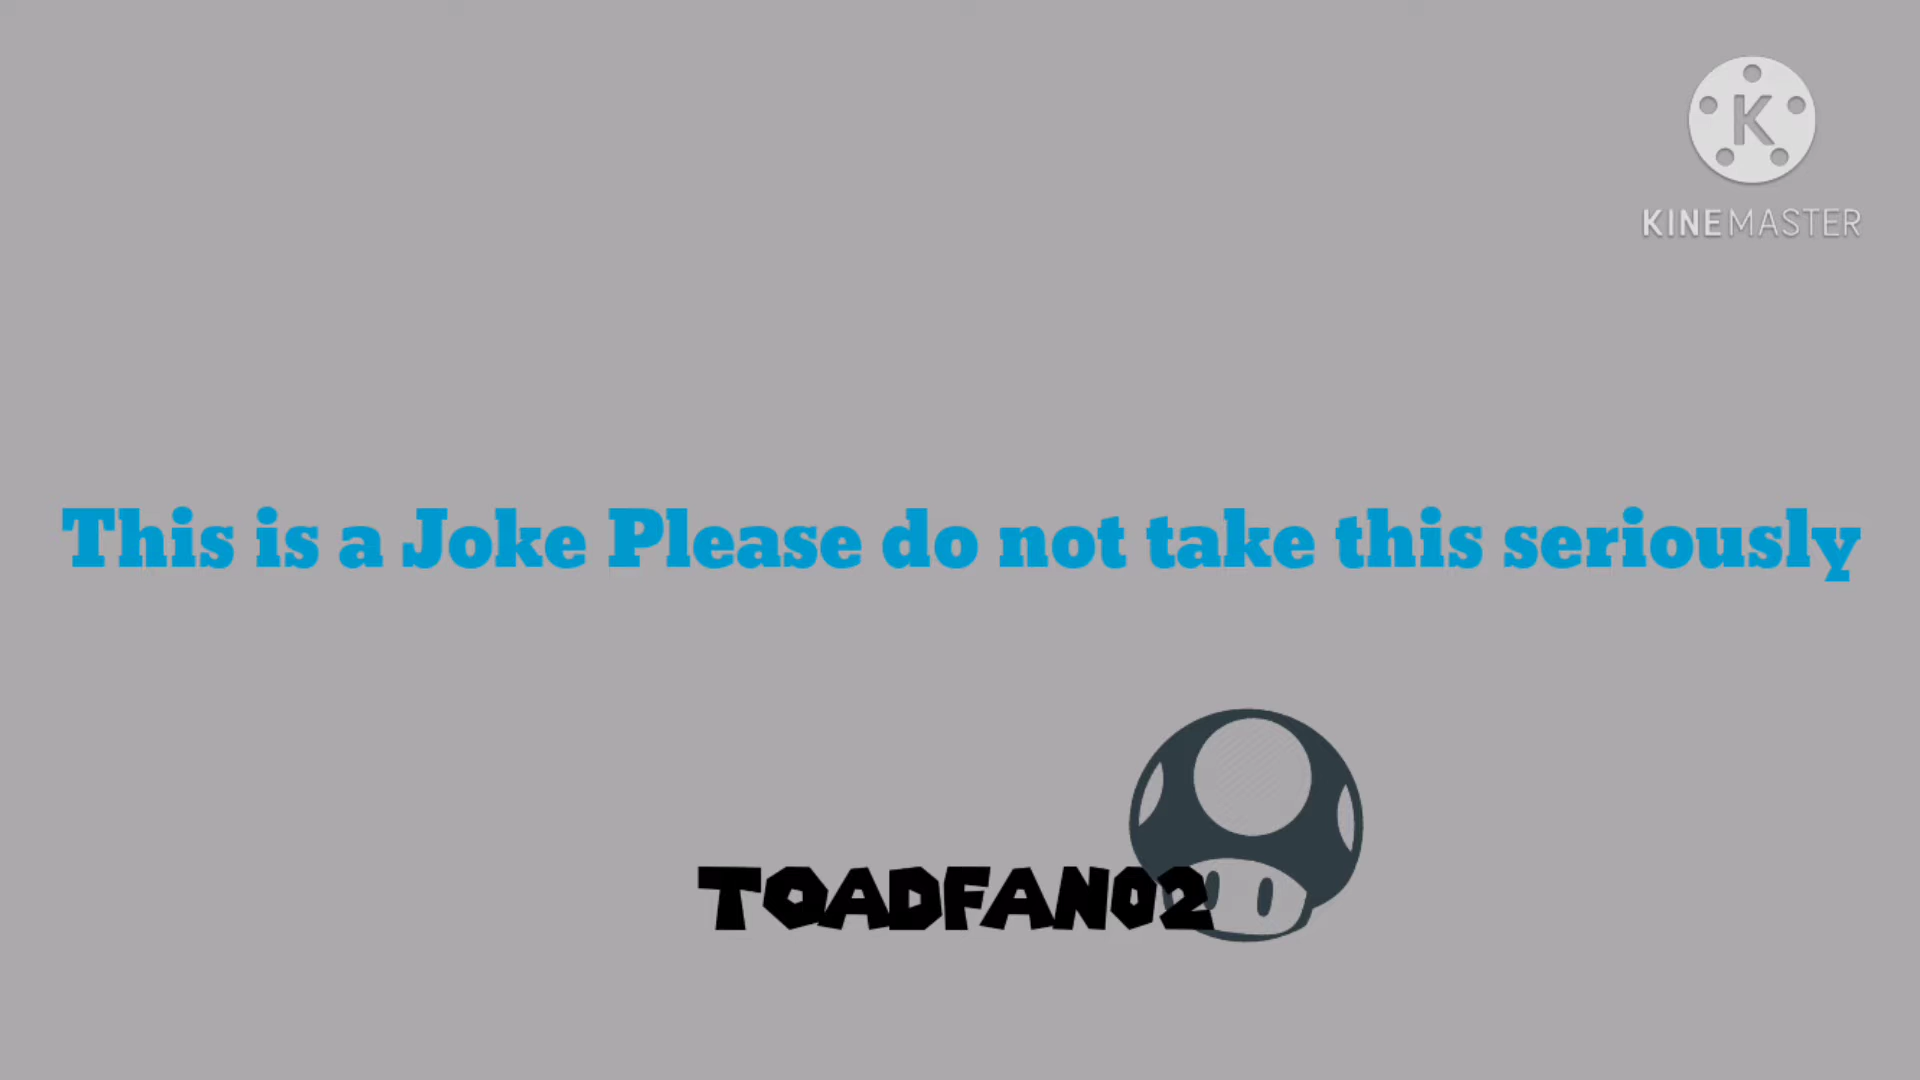 K
KINEMASTER
This is a Joke Please do not take this seriously
TOADFAN02